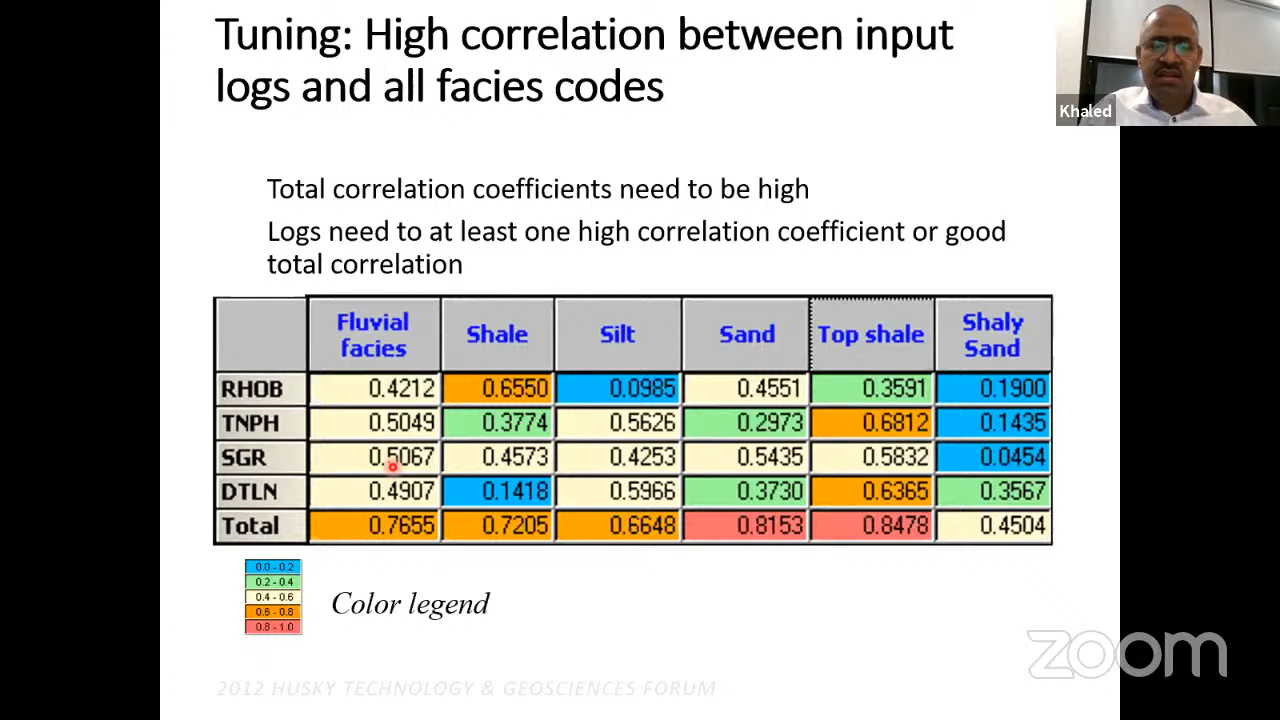 Tuning: High correlation between input
logs and all facies codes
Khaled
Total correlation coefficients need to be high
Logs need to at least one high correlation coefficient or good
total correlation
Fluvial facies Shale Silt Sand Top shale Shaly Sand
RHOB 0.4212 0.6550 0.0985 0.4551 0.3591 0.1900
TNPH 0.5049 0.3774 0.5626 0.2973 0.6812 0.1435
SGR 0.5067 0.4573 0.4253 0.5435 0.5832 0.0454
DTLN 0.4907 0.1418 0.5966 0.3730 0.6365 0.3567
Total 0.7655 0.7205 0.6648 0.8153 0.8478 0.4504
0.0 - 0.2
0.2 - 0.4
0.4 - 0.6
0.6 - 0.8
0.8 - 1.0
Color legend
zoom
2012 HUSKY TECHNOLOGY & GEOSCIENCES FORUM